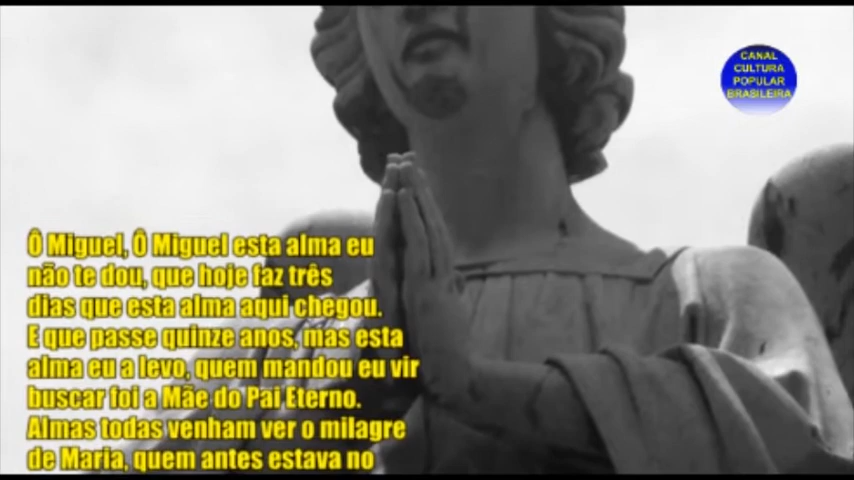 CANAL
CULTURA
POPULAR
BRASILEIRA
Ô Miguel, Ô Miguel esta alma eu
não te dou, que hoje faz três
dias que esta alma aqui chegou.
E que passe quinze anos, mas esta
alma eu a levo, quem mandou eu vir
buscar foi a Mãe do Pai Eterno.
Almas todas venham ver o milagre
de Maria, quem antes estava no